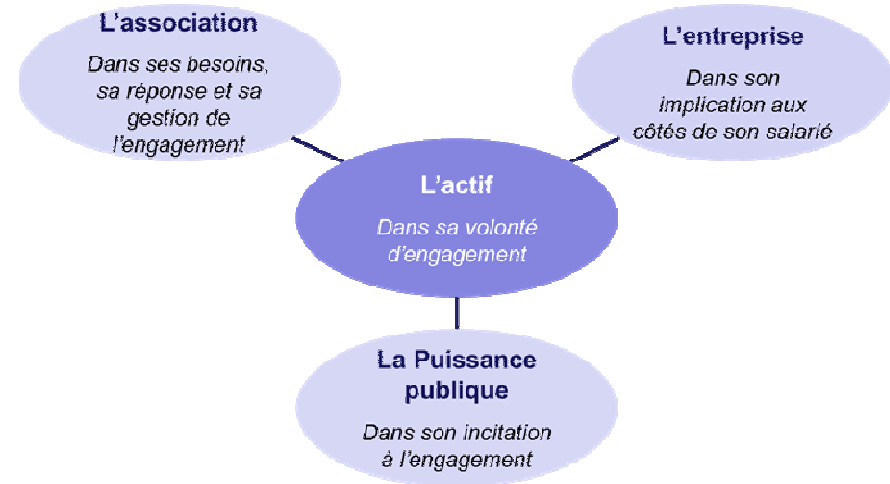 L'association
Dans ses besoins,
sa réponse et sa
gestion de
l'engagement
L'entreprise
Dans son
implication aux
côtés de son salarié
L'actif
Dans sa volonté
d'engagement
La Puissance
publique
Dans son incitation
à l'engagement